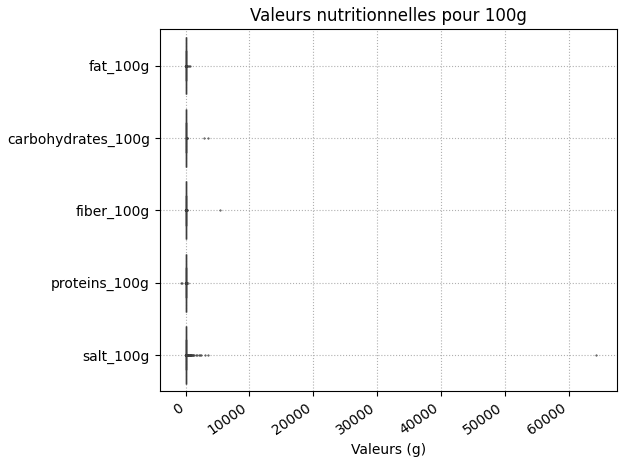 Valeurs nutritionnelles pour 100g
fat_100g
carbohydrates_100g
fiber_100g
proteins_100g
salt_100g
0
10000
20000
30000
40000
50000
60000
Valeurs (g)